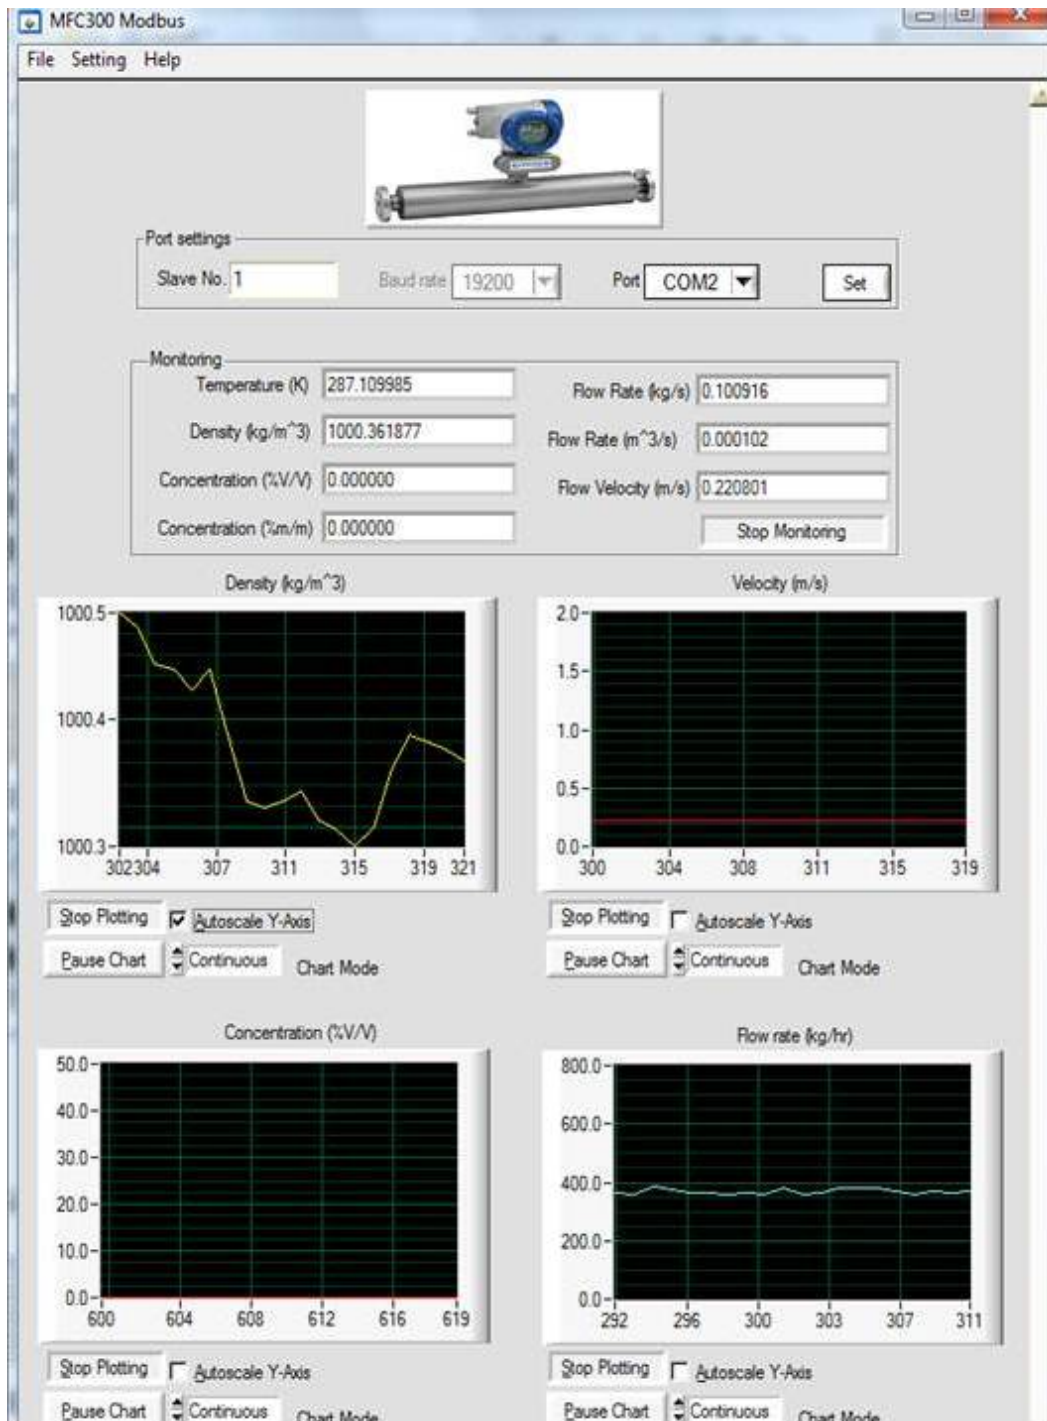 MFC300 Modbus
File Setting Help
Port settings
Slave No. 1 Baud rate 19200 Port COM2 Set
Monitoring
Temperature (K) 287.109985 Flow Rate (kg/s) 0.100916
Density (kg/m^3) 1000.361877 Flow Rate (m^3/s) 0.000102
Concentration (%V/V) 0.000000 Flow Velocity (m/s) 0.220801
Concentration (%m/m) 0.000000 Stop Monitoring
Density (kg/m^3)
1000.5
1000.4
1000.3
302 304 307 311 315 319 321
Stop Plotting Autoscale Y-Axis
Pause Chart Continuous Chart Mode
Velocity (m/s)
2.0
1.5
1.0
0.5
0.0
300 304 308 311 315 319
Stop Plotting Autoscale Y-Axis
Pause Chart Continuous Chart Mode
Concentration (%V/V)
50.0
40.0
30.0
20.0
10.0
0.0
600 604 608 612 616 619
Stop Plotting Autoscale Y-Axis
Pause Chart Continuous Chart Mode
Flow rate (kg/hr)
800.0
600.0
400.0
200.0
0.0
292 296 300 303 307 311
Stop Plotting Autoscale Y-Axis
Pause Chart Continuous Chart Mode